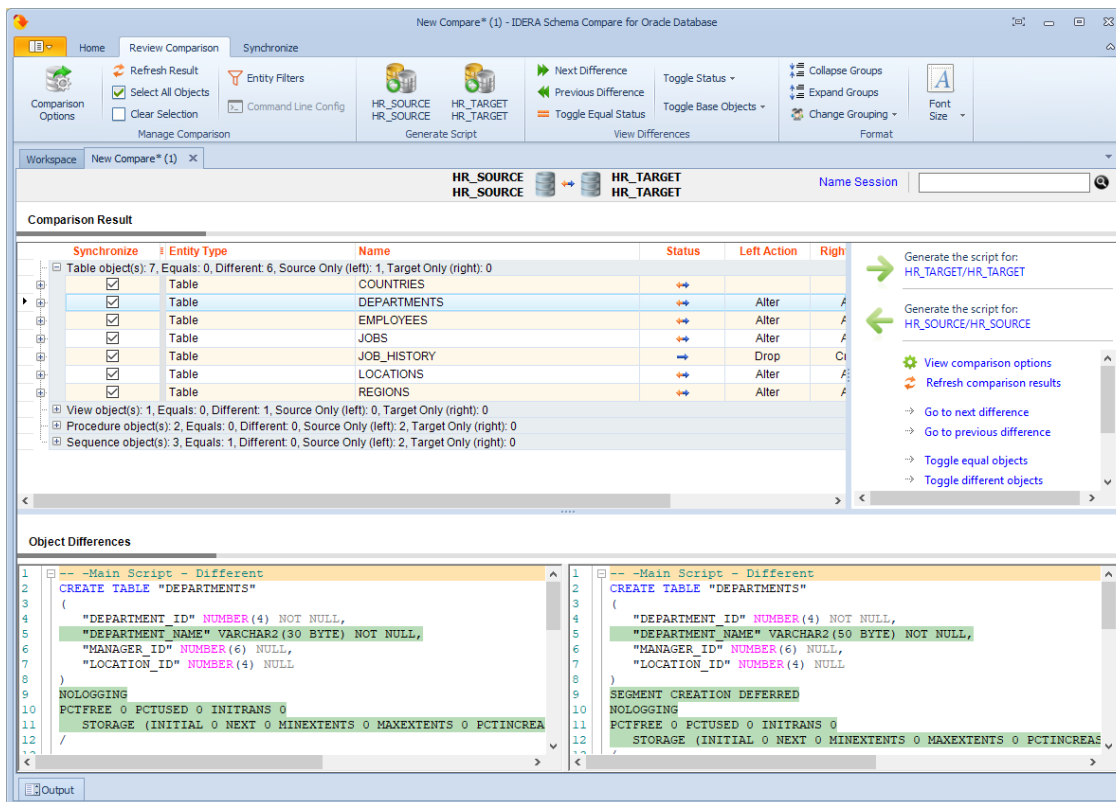 New Compare* (1) - IDERA Schema Compare for Oracle Database
Home Review Comparison Synchronize
Comparison Options
Refresh Result
Select All Objects
Clear Selection
Manage Comparison
Entity Filters
Command Line Config
HR_SOURCE HR_SOURCE
HR_TARGET HR_TARGET
Generate Script
Next Difference
Previous Difference
Toggle Equal Status
Toggle Status
Toggle Base Objects
View Differences
Collapse Groups
Expand Groups
Change Grouping
Format
A
Font Size
Workspace New Compare* (1)
HR_SOURCE HR_TARGET
HR_SOURCE HR_TARGET
Name Session
Comparison Result
Synchronize Entity Type Name Status Left Action Righ
Table object(s): 7, Equals: 0, Different: 6, Source Only (left): 1, Target Only (right): 0
Table COUNTRIES
Table DEPARTMENTS Alter A
Table EMPLOYEES Alter A
Table JOBS Alter A
Table JOB_HISTORY Drop Cr
Table LOCATIONS Alter A
Table REGIONS Alter A
View object(s): 1, Equals: 0, Different: 1, Source Only (left): 0, Target Only (right): 0
Procedure object(s): 2, Equals: 0, Different: 0, Source Only (left): 2, Target Only (right): 0
Sequence object(s): 3, Equals: 1, Different: 0, Source Only (left): 2, Target Only (right): 0
Generate the script for:
HR_TARGET/HR_TARGET
Generate the script for:
HR_SOURCE/HR_SOURCE
View comparison options
Refresh comparison results
Go to next difference
Go to previous difference
Toggle equal objects
Toggle different objects
Object Differences
1 -- -Main Script - Different
2 CREATE TABLE "DEPARTMENTS"
3 (
4 "DEPARTMENT_ID" NUMBER(4) NOT NULL,
5 "DEPARTMENT_NAME" VARCHAR2(30 BYTE) NOT NULL,
6 "MANAGER_ID" NUMBER(6) NULL,
7 "LOCATION_ID" NUMBER(4) NULL
8 )
9 NOLOGGING
10 PCTFREE 0 PCTUSED 0 INITRANS 0
11 STORAGE (INITIAL 0 NEXT 0 MINEXTENTS 0 MAXEXTENTS 0 PCTINCREA
12 /
1 -- -Main Script - Different
2 CREATE TABLE "DEPARTMENTS"
3 (
4 "DEPARTMENT_ID" NUMBER(4) NOT NULL,
5 "DEPARTMENT_NAME" VARCHAR2(50 BYTE) NOT NULL,
6 "MANAGER_ID" NUMBER(6) NULL,
7 "LOCATION_ID" NUMBER(4) NULL
8 )
9 SEGMENT CREATION DEFERRED
10 NOLOGGING
11 PCTFREE 0 PCTUSED 0 INITRANS 0
12 STORAGE (INITIAL 0 NEXT 0 MINEXTENTS 0 MAXEXTENTS 0 PCTINCREAS
Output